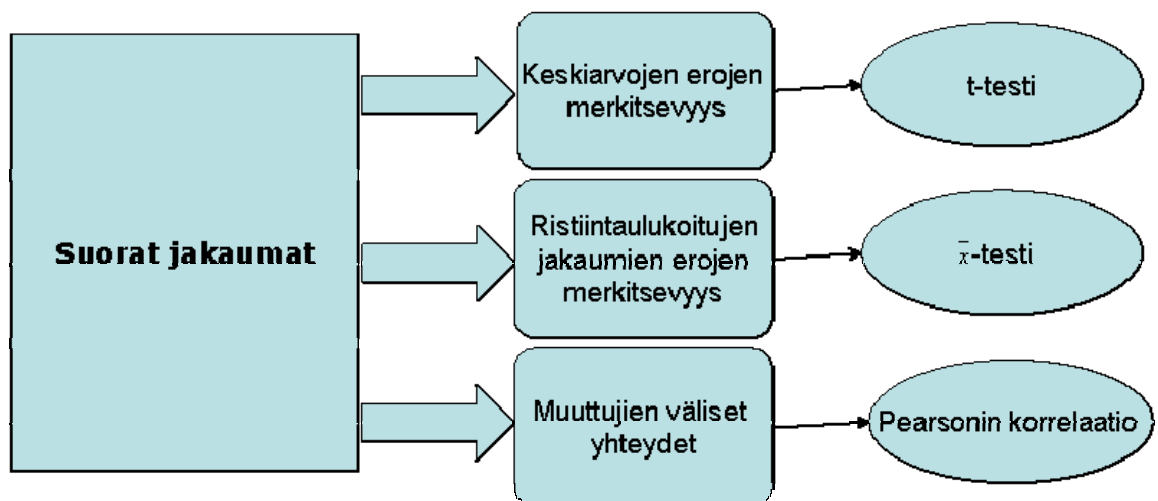 Suorat jakaumat
Keskiarvojen erojen
merkitsevyys
t-testi
Ristiintaulukoitujen
jakaumien erojen
merkitsevyys
x̄-testi
Muuttujien väliset
yhteydet
Pearsonin korrelaatio